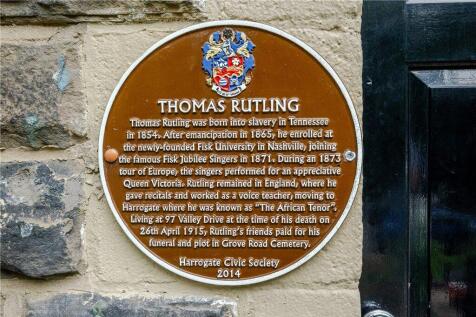 THOMAS RUTLING
Thomas Rutling was born into slavery in Tennessee
in 1854. After emancipation in 1865, he enrolled at
the newly-founded Fisk University in Nashville, joining
the famous Fisk Jubilee Singers in 1871. During an 1873
tour of Europe, the singers performed for an appreciative
Queen Victoria. Rutling remained in England, where he
gave recitals and worked as a voice teacher, moving to
Harrogate where he was known as "The African Tenor".
Living at 97 Valley Drive at the time of his death on
26th April 1915, Rutling's friends paid for his
funeral and plot in Grove Road Cemetery.
Harrogate Civic Society
2014